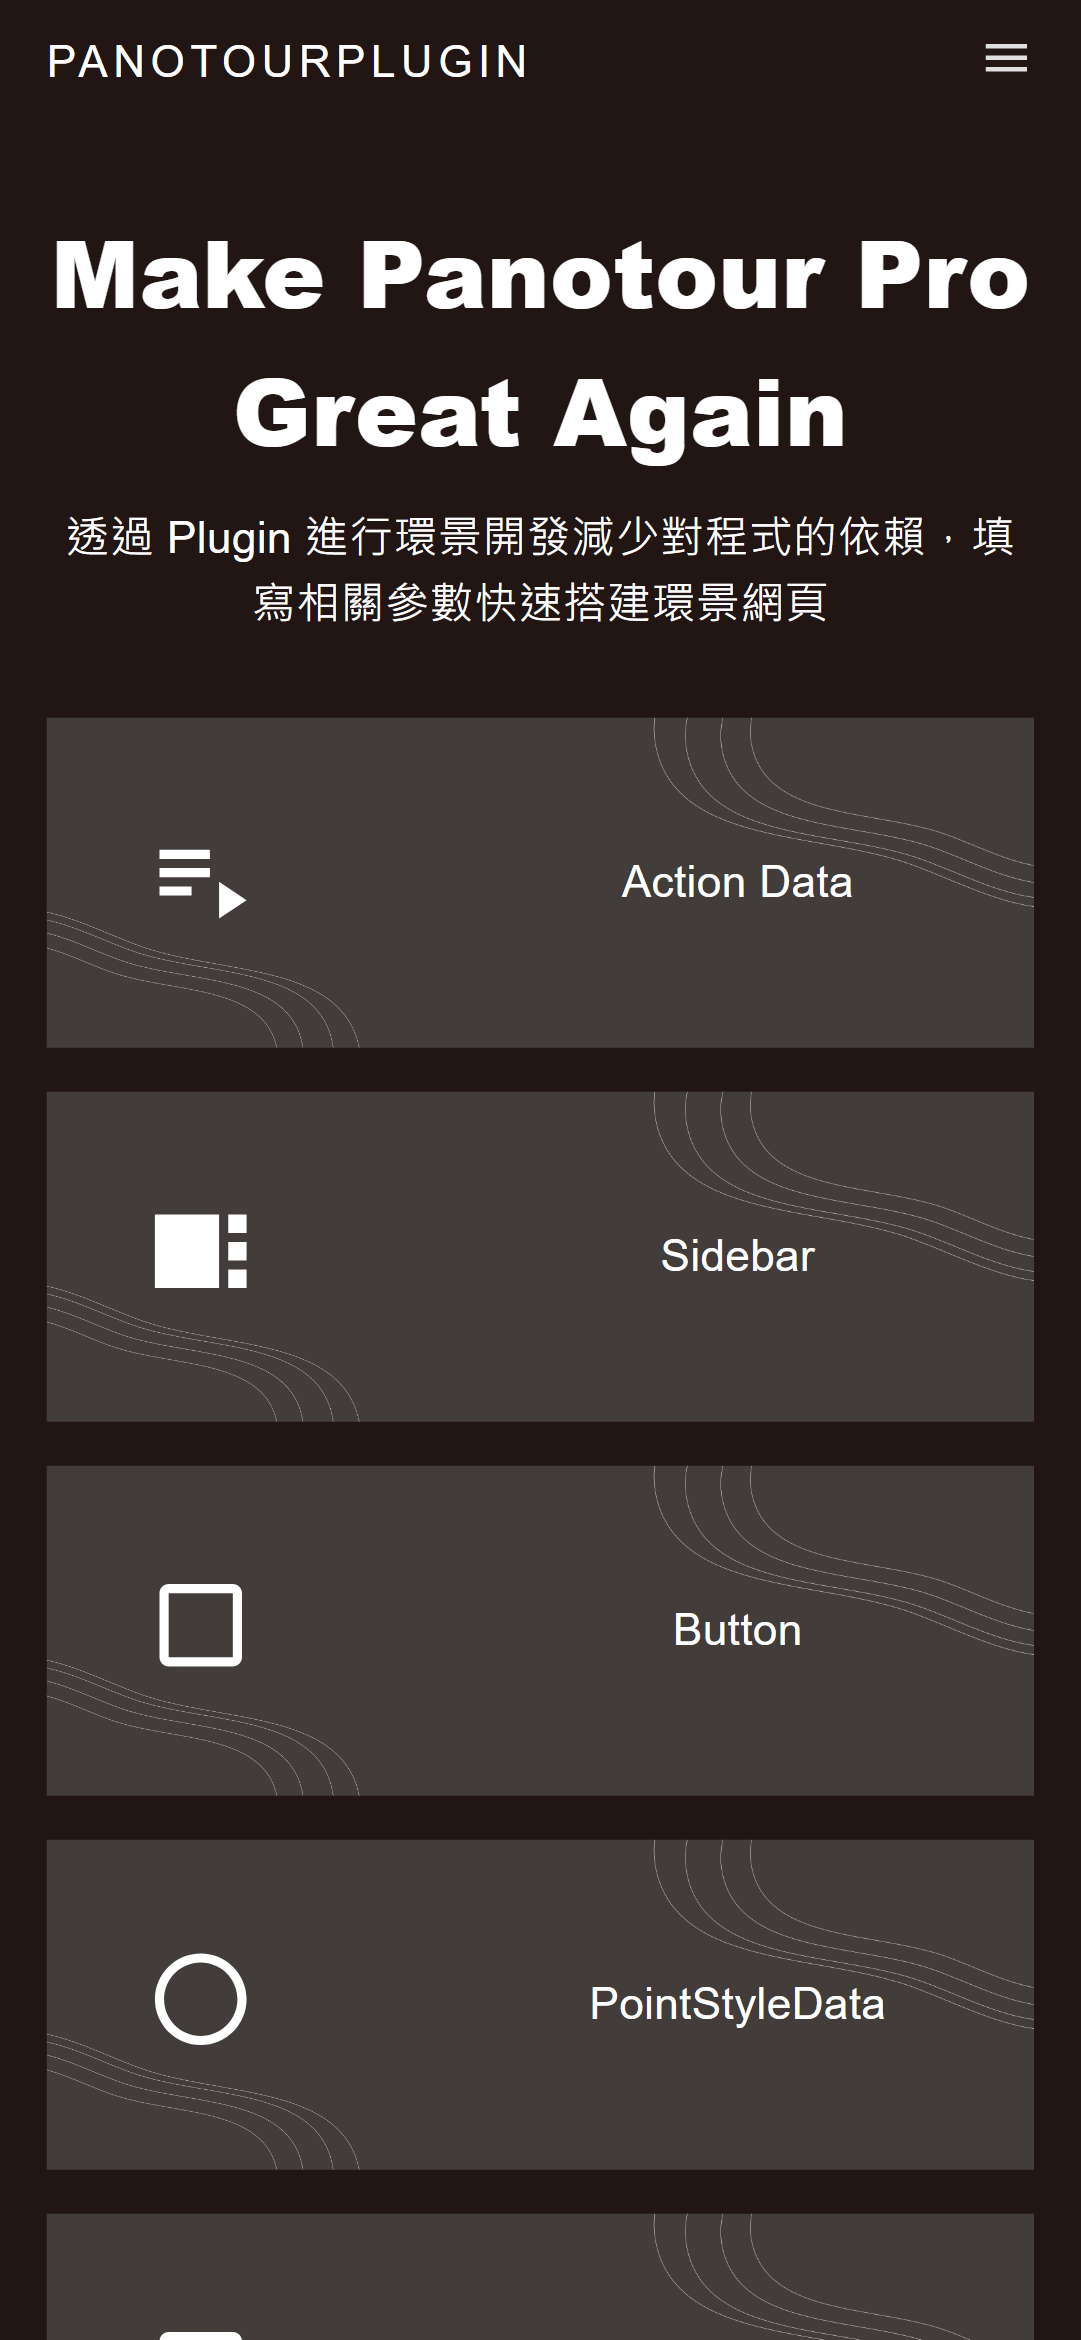 PANOTOURPLUGIN
Make Panotour Pro
Great Again
透過 Plugin 進行環景開發減少對程式的依賴，填
寫相關參數快速搭建環景網頁
Action Data
Sidebar
Button
PointStyleData